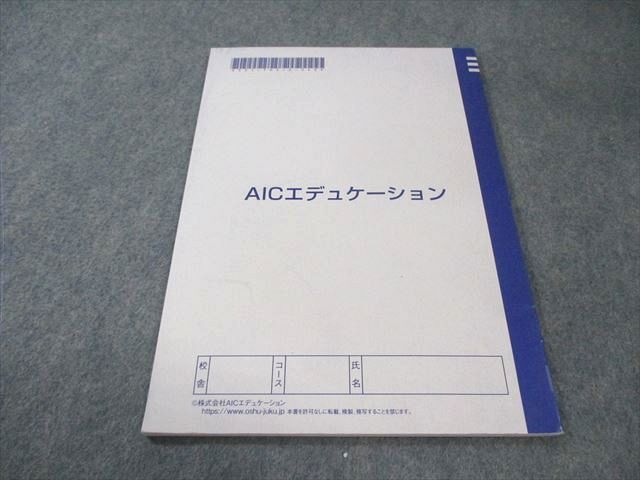 AICエデュケーション
校舎 コース 氏名
©株式会社AICエデュケーション
https://www.oshu-juku.jp 本書を許可なしに転載、複製、複写することを禁じます。